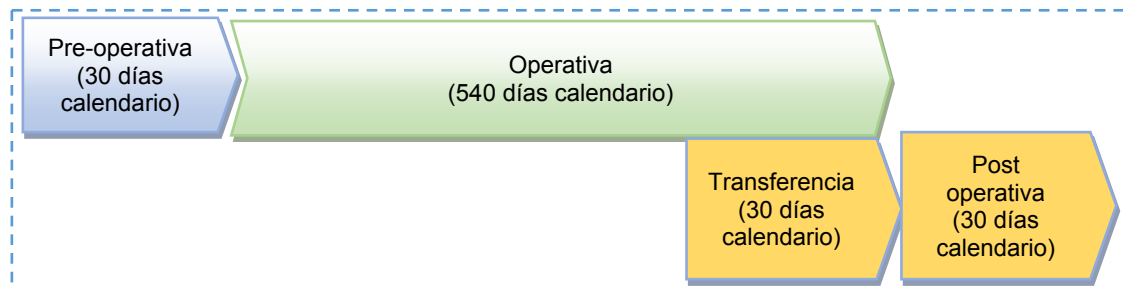 Pre-operativa
(30 días
calendario)
Operativa
(540 días calendario)
Transferencia
(30 días
calendario)
Post
operativa
(30 días
calendario)